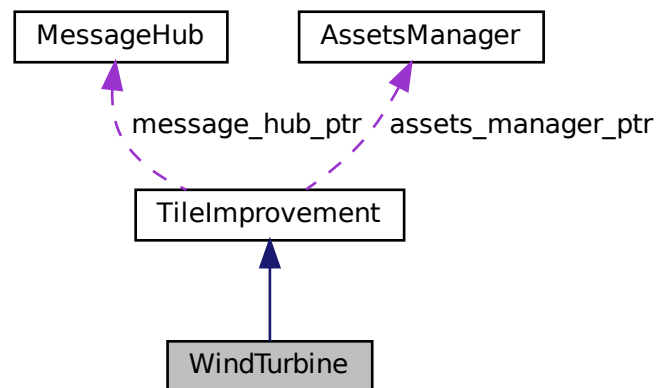 MessageHub
AssetsManager
message_hub_ptr
assets_manager_ptr
TileImprovement
WindTurbine